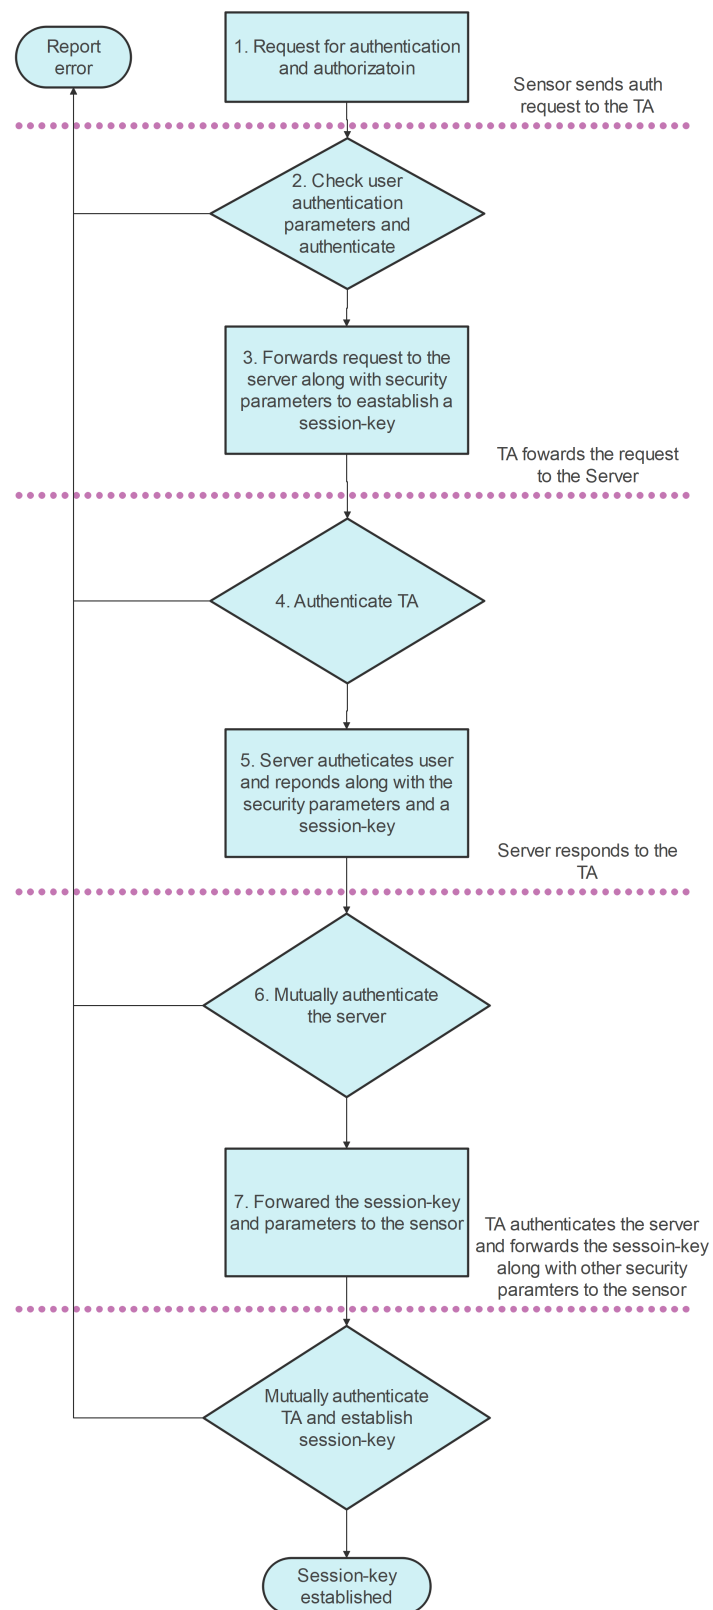 Report
error
1. Request for authentication
and authorizatoin
Sensor sends auth
request to the TA
2. Check user
authentication
parameters and
authenticate
3. Forwards request to the
server along with security
parameters to eastablish a
session-key
TA fowards the request
to the Server
4. Authenticate TA
5. Server autheticates user
and reponds along with the
security parameters and a
session-key
Server responds to the
TA
6. Mutually authenticate
the server
7. Forwared the session-key
and parameters to the sensor
TA authenticates the server
and forwards the sessoin-key
along with other security
paramters to the sensor
Mutually authenticate
TA and establish
session-key
Session-key
established